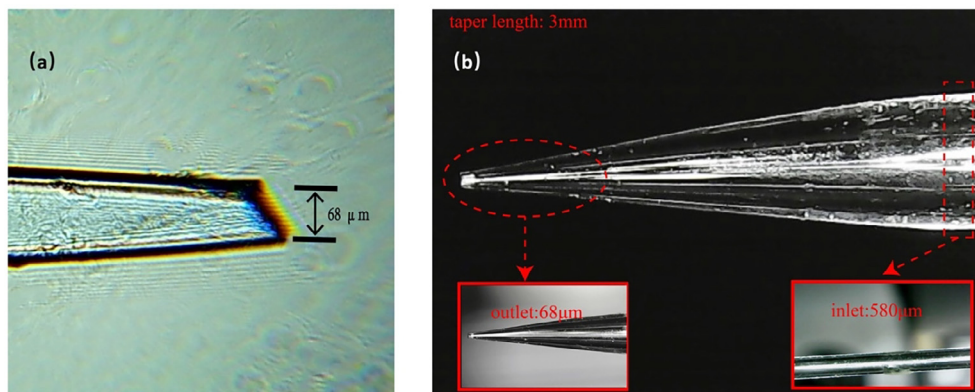 (a)
68 μm
taper length: 3mm
(b)
outlet:68μm
inlet:580μm